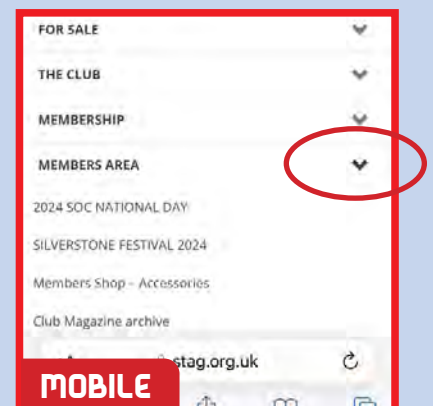 FOR SALE
THE CLUB
MEMBERSHIP
MEMBERS AREA
2024 SOC NATIONAL DAY
SILVERSTONE FESTIVAL 2024
Members Shop – Accessories
Club Magazine archive
stag.org.uk
MOBILE